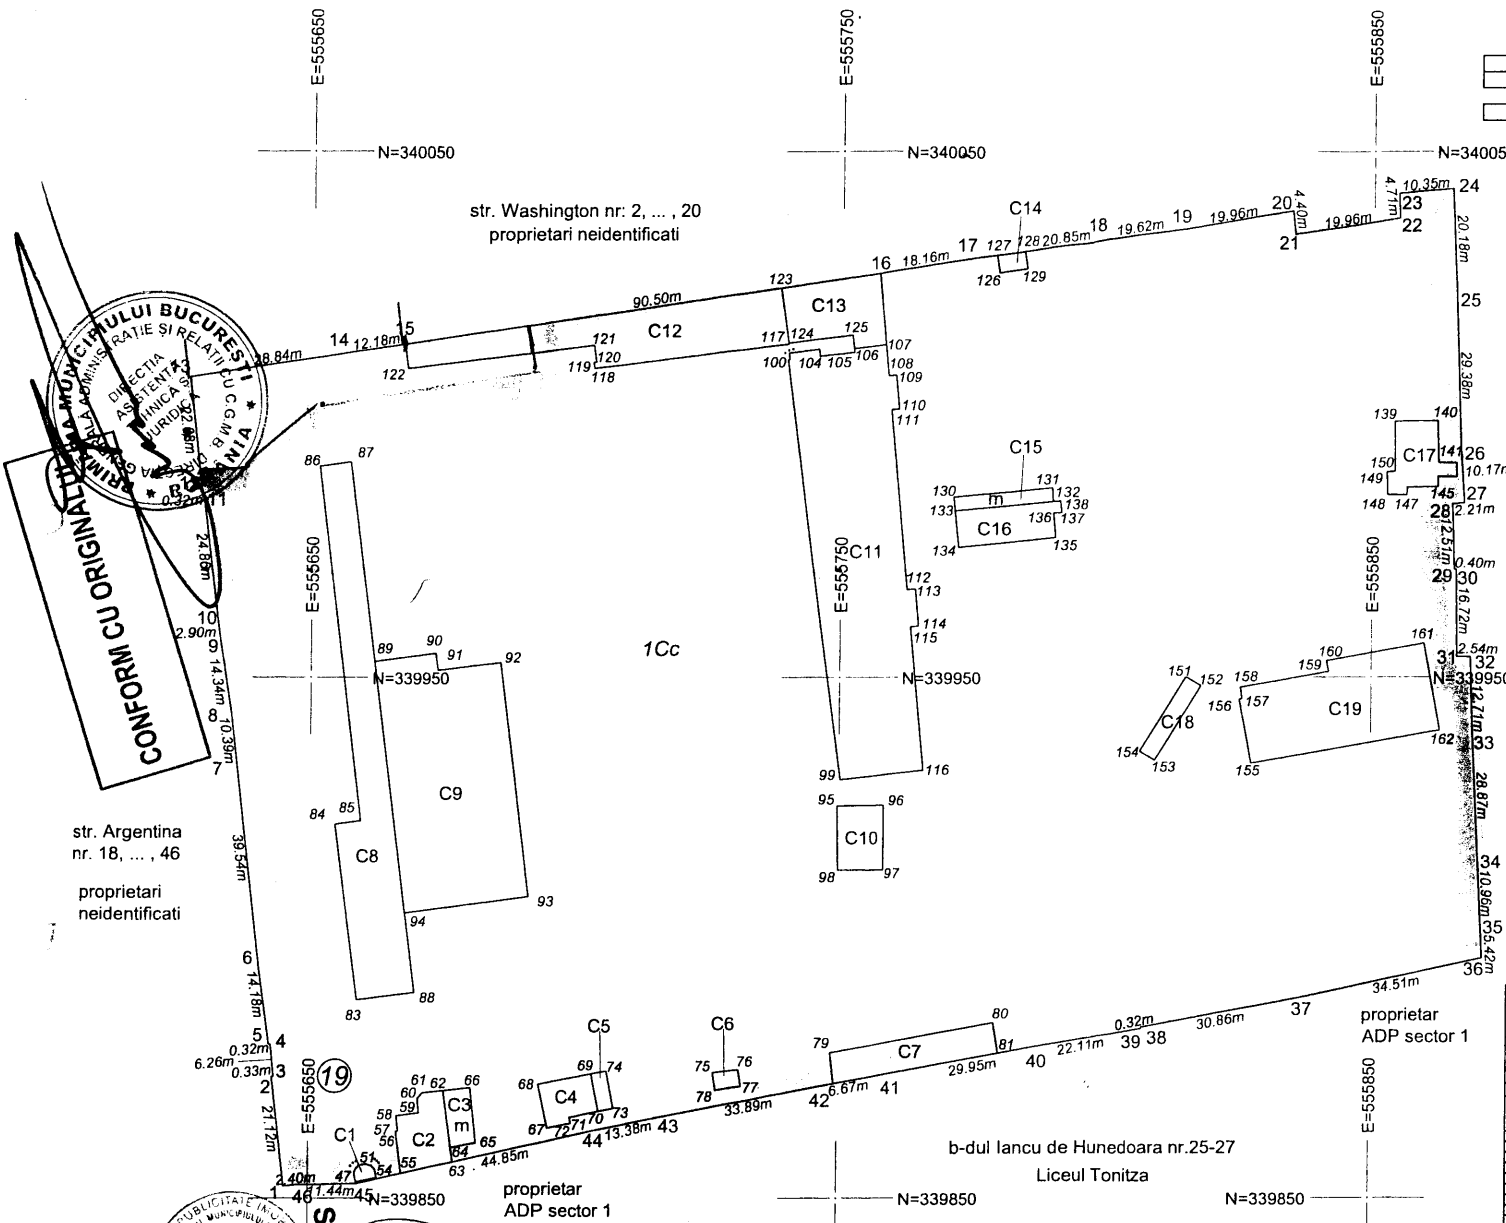 E=555650
E=555750
E=555850
N=340050
N=340050
N=34005
str. Washington nr: 2, ... , 20
proprietari neidentificati
C14
10.35m
24
4.71m
23
22
20
4.40m
21
19.96m
19.96m
19
19.62m
18
20.85m
128
127
17
126
129
18.16m
16
20.18m
25
123
90.50m
C13
C12
15
14
12.18m
28.84m
122
121
120
119
118
117
124
125
100
104
105
106
107
108
109
110
111
29.38m
139
140
C17
141
26
10.17m
150
149
148
147
145
27
2.21m
28
12.51m
0.40m
29
30
16.72m
PRIMĂRIA MUNICIPIULUI BUCUREȘTI
ROMÂNIA
DIRECȚIA
ASISTENȚĂ
TEHNICĂ ȘI
JURIDICĂ
22.08m
0.32m
11
CONFORM CU ORIGINALUL
86
87
C15
130
131
m
132
138
133
136
137
C16
134
135
24.86m
E=555650
E=555750
E=555850
C11
112
113
114
115
10
2.90m
9
14.34m
8
10.39m
7
89
90
91
92
N=339950
1Cc
N=339950
161
160
159
158
157
156
31
2.54m
32
N=339950
151
152
C18
154
153
C19
162
155
12.71m
33
28.87m
99
116
95
96
C10
98
97
84
85
C9
C8
str. Argentina
nr. 18, ... , 46
proprietari
neidentificati
39.54m
94
93
34
10.96m
35
5.42m
36
6
14.18m
83
88
5
4
0.32m
6.26m
0.33m
3
2
19
21.12m
E=555650
C5
C6
80
79
C7
81
40
22.11m
0.32m
39
38
30.86m
37
34.51m
proprietar
ADP sector 1
E=555850
61
62
66
60
59
58
57
56
C3
m
C2
65
64
63
55
C1
51
47
54
68
69
74
C4
67
72
71
70
73
75
76
78
77
29.95m
41
6.67m
42
33.89m
43
13.38m
44
44.85m
2.40m
1
46
11.44m
45
N=339850
proprietar
ADP sector 1
b-dul Iancu de Hunedoara nr.25-27
Liceul Tonitza
N=339850
N=339850
S